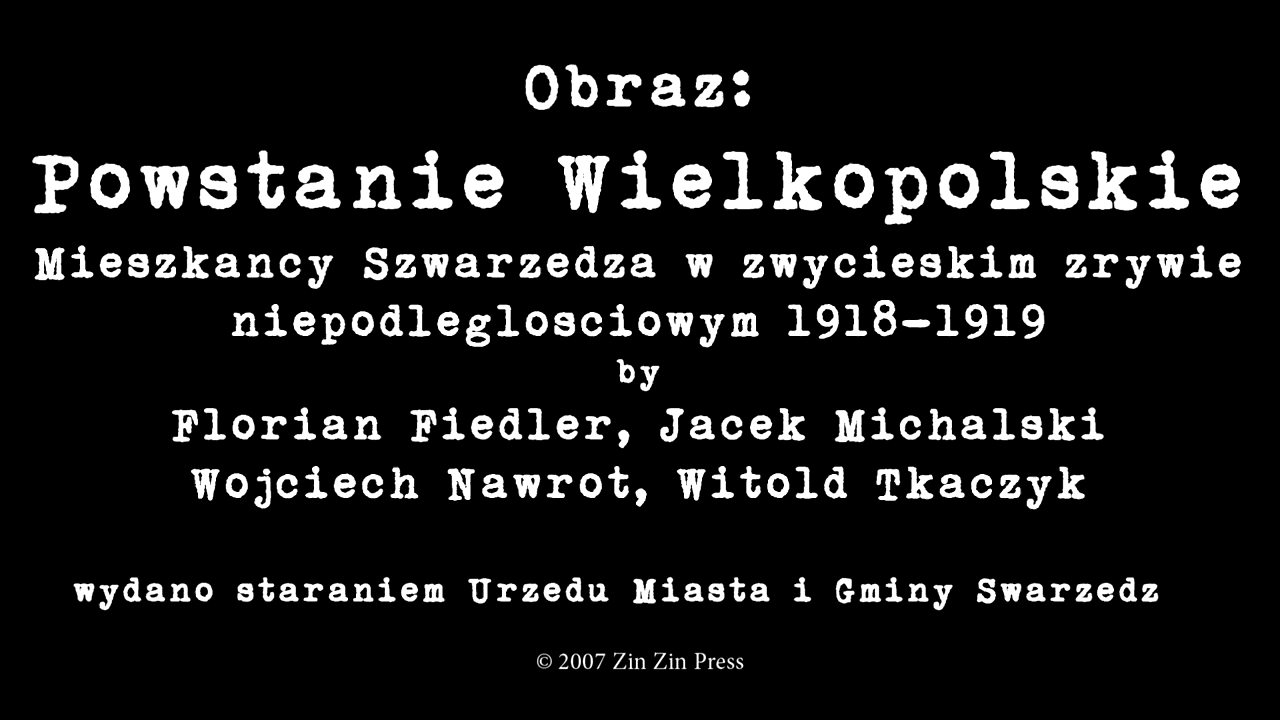 Obraz:
Powstanie Wielkopolskie
Mieszkancy Szwarzedza w zwycieskim zrywie
niepodleglosciowym 1918-1919
by
Florian Fiedler, Jacek Michalski
Wojciech Nawrot, Witold Tkaczyk
wydano staraniem Urzedu Miasta i Gminy Swarzedz
© 2007 Zin Zin Press